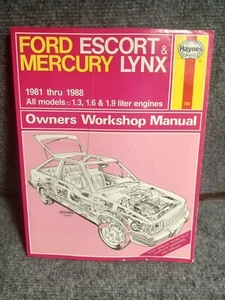 FORD ESCORT &
MERCURY LYNX
Haynes
1981 thru 1988
All models □ 1.3, 1.6 & 1.9 liter engines
Owners Workshop Manual